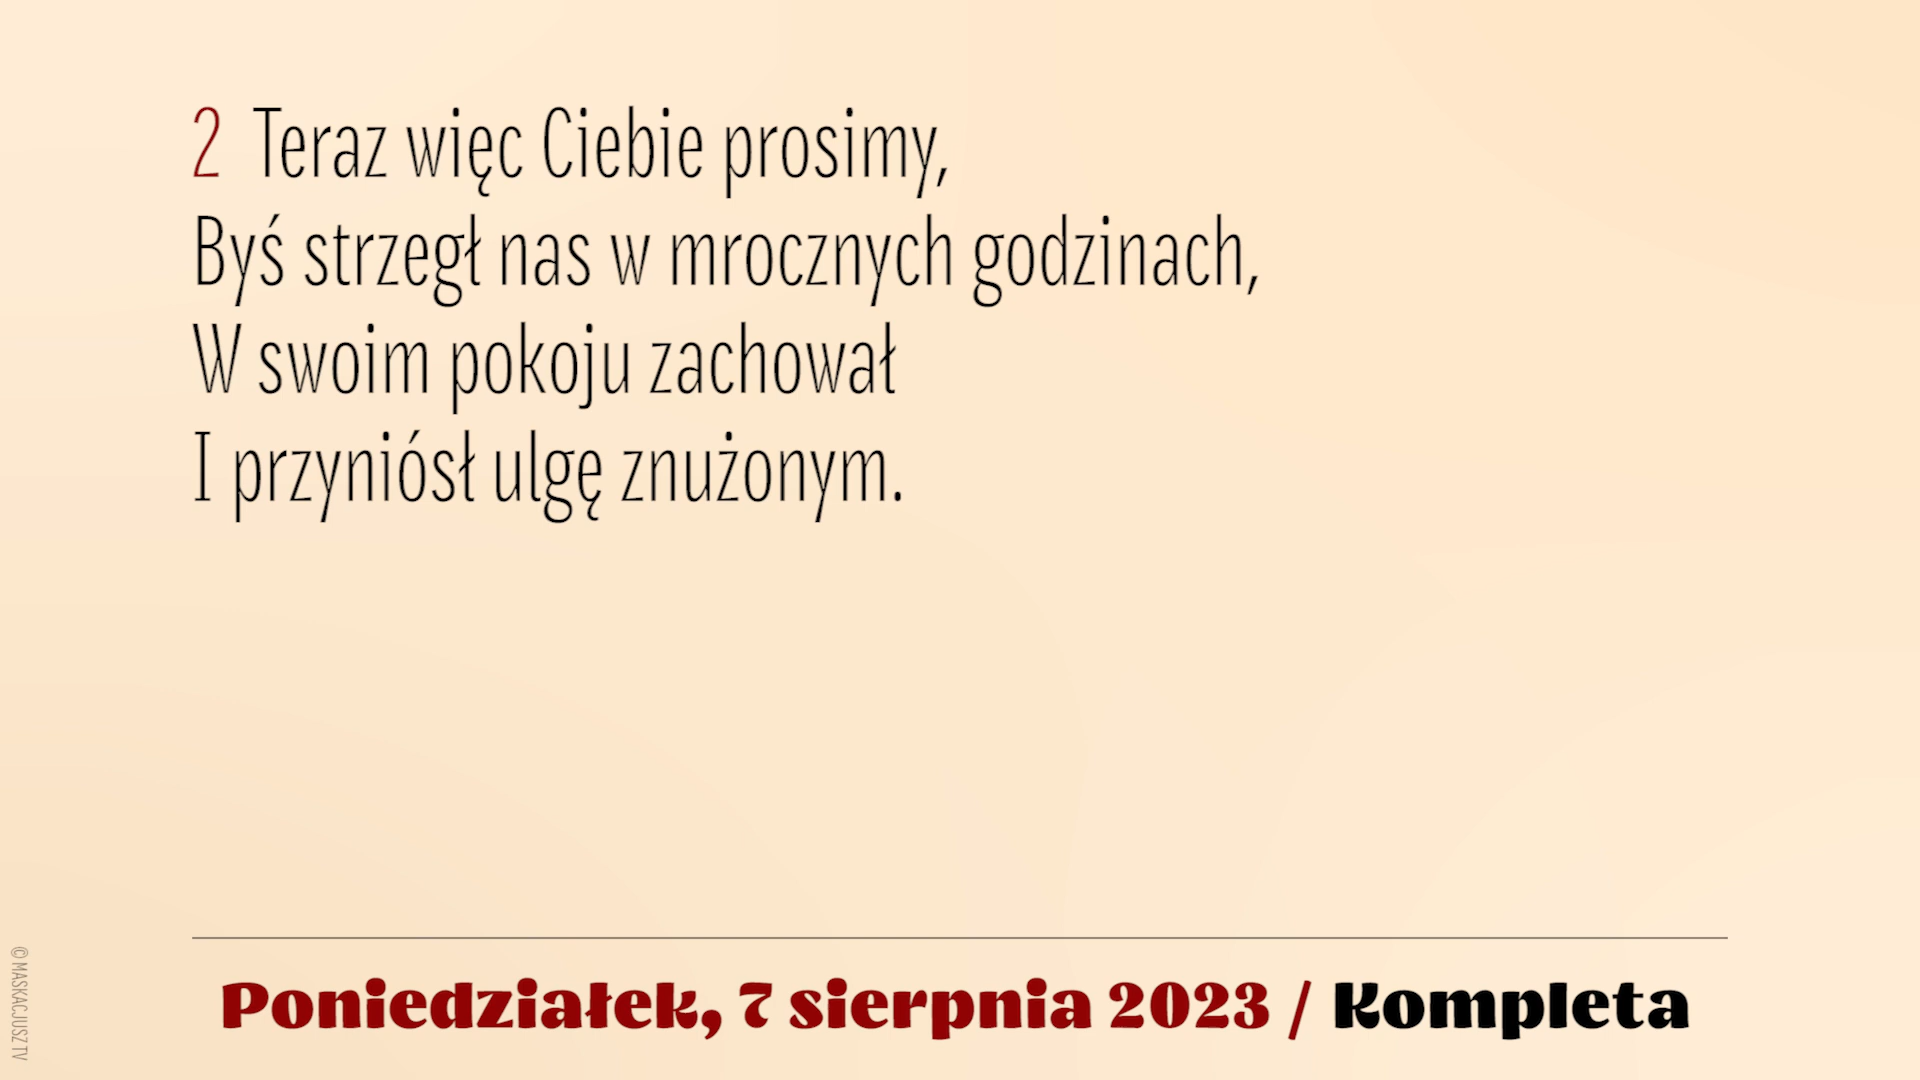 2 Teraz więc Ciebie prosimy,
Byś strzegł nas w mrocznych godzinach,
W swoim pokoju zachował
I przyniósł ulgę znużonym.
Poniedziałek, 7 sierpnia 2023 / Kompleta
© MASKACJUSZ TV